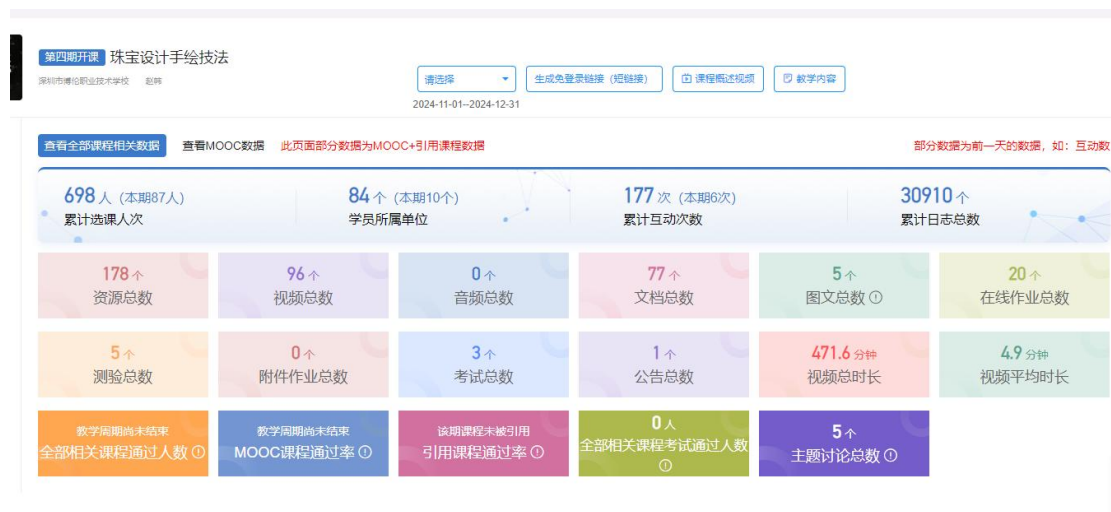 第四期开课 珠宝设计手绘技法
深圳市博伦职业技术学校 赵晖
请选择 生成免登录链接（短链接） 课程概述视频 教学内容
2024-11-01--2024-12-31
查看全部课程相关数据 查看MOOC数据 此页面部分数据为MOOC+引用课程数据 部分数据为前一天的数据，如：互动数
698 人（本期87人） 84 个（本期10个） 177 次（本期6次） 30910 个
累计选课人次 学员所属单位 累计互动次数 累计日志总数
178 个 96 个 0 个 77 个 5 个 20 个
资源总数 视频总数 音频总数 文档总数 图文总数 在线作业总数
5 个 0 个 3 个 1 个 471.6 分钟 4.9 分钟
测验总数 附件作业总数 考试总数 公告总数 视频总时长 视频平均时长
教学周期尚未结束 教学周期尚未结束 该期课程未被引用 0 人 5 个
全部相关课程通过人数 MOOC课程通过率 引用课程通过率 全部相关课程考试通过人数 主题讨论总数